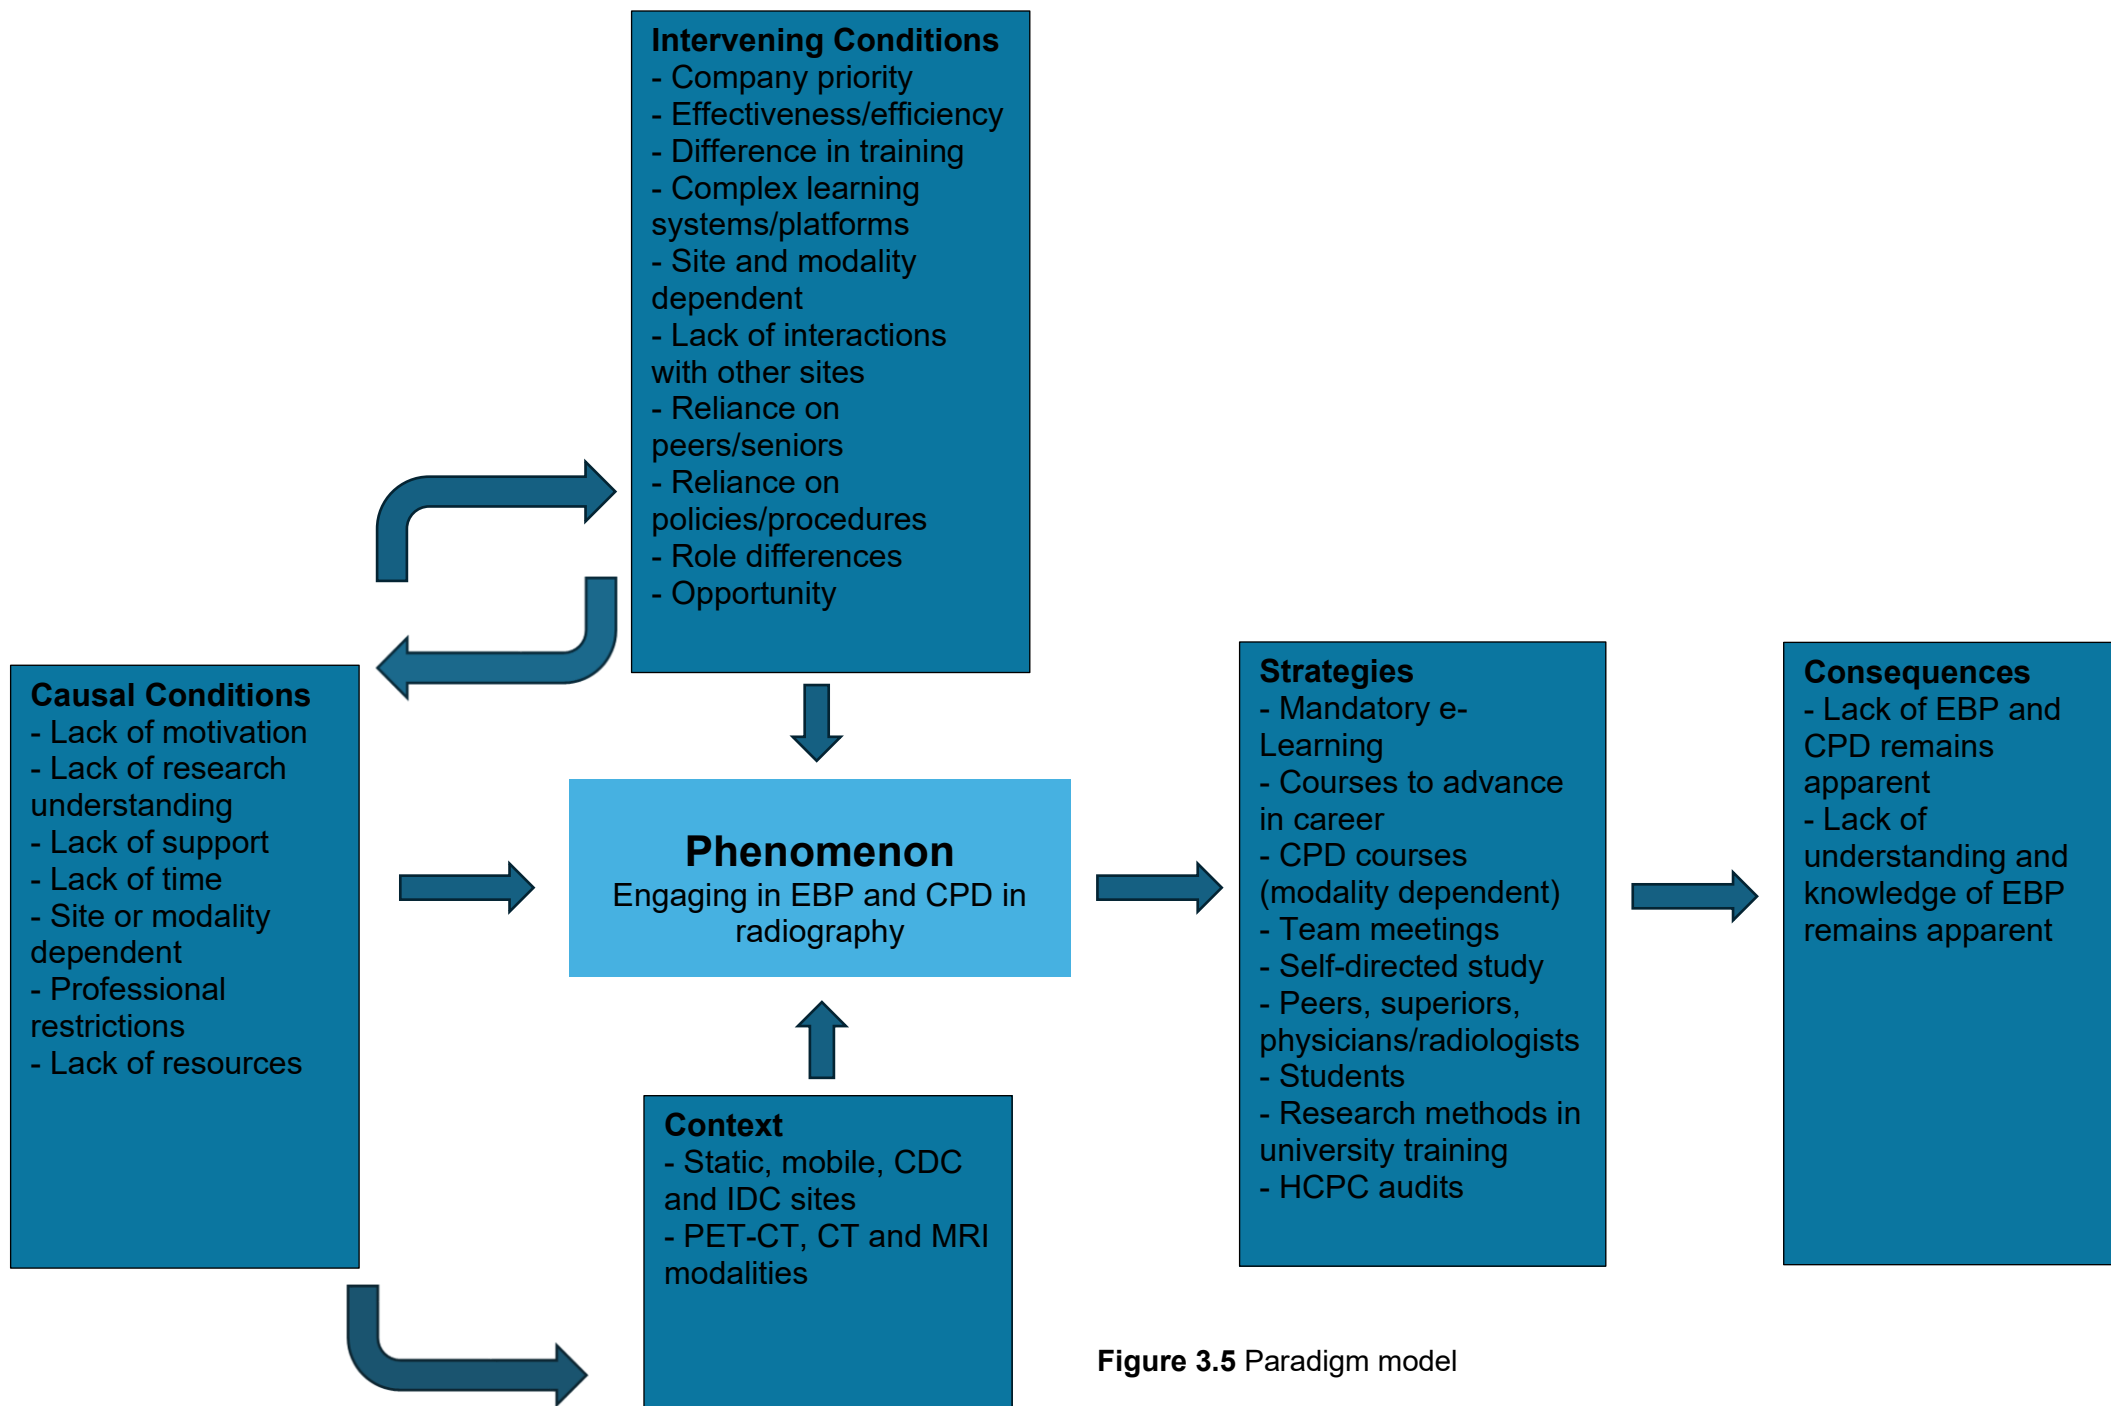 Intervening Conditions
- Company priority
- Effectiveness/efficiency
- Difference in training
- Complex learning
systems/platforms
- Site and modality
dependent
- Lack of interactions
with other sites
- Reliance on
peers/seniors
- Reliance on
policies/procedures
- Role differences
- Opportunity
Causal Conditions
- Lack of motivation
- Lack of research
understanding
- Lack of support
- Lack of time
- Site or modality
dependent
- Professional
restrictions
- Lack of resources
Phenomenon
Engaging in EBP and CPD in
radiography
Context
- Static, mobile, CDC
and IDC sites
- PET-CT, CT and MRI
modalities
Strategies
- Mandatory e-
Learning
- Courses to advance
in career
- CPD courses
(modality dependent)
- Team meetings
- Self-directed study
- Peers, superiors,
physicians/radiologists
- Students
- Research methods in
university training
- HCPC audits
Consequences
- Lack of EBP and
CPD remains
apparent
- Lack of
understanding and
knowledge of EBP
remains apparent
Figure 3.5 Paradigm model